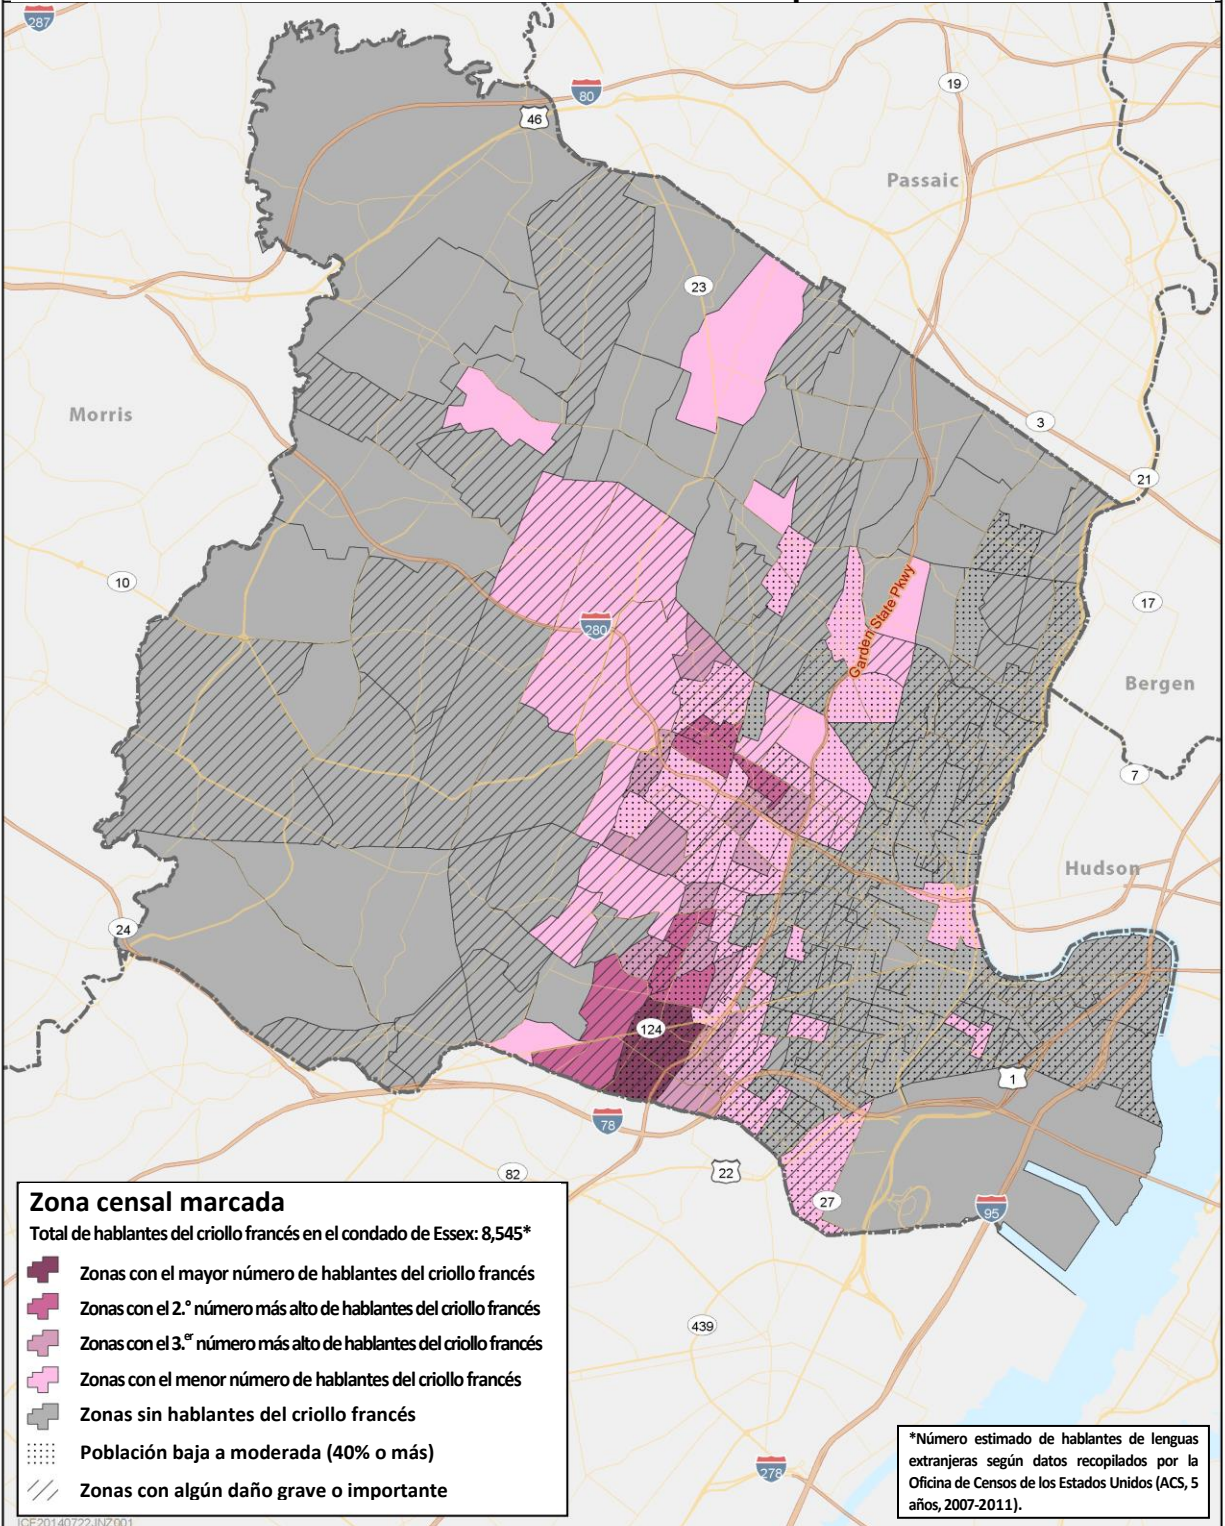 287
80
46
19
Passaic
23
Morris
3
21
10
17
280
Garden State Pkwy
Bergen
7
Hudson
24
124
1
78
82
22
27
95
439
278
Zona censal marcada
Total de hablantes del criollo francés en el condado de Essex: 8,545*
Zonas con el mayor número de hablantes del criollo francés
Zonas con el 2.° número más alto de hablantes del criollo francés
Zonas con el 3.er número más alto de hablantes del criollo francés
Zonas con el menor número de hablantes del criollo francés
Zonas sin hablantes del criollo francés
Población baja a moderada (40% o más)
Zonas con algún daño grave o importante
*Número estimado de hablantes de lenguas
extranjeras según datos recopilados por la
Oficina de Censos de los Estados Unidos (ACS, 5
años, 2007-2011).
ICF20140722JNZ001